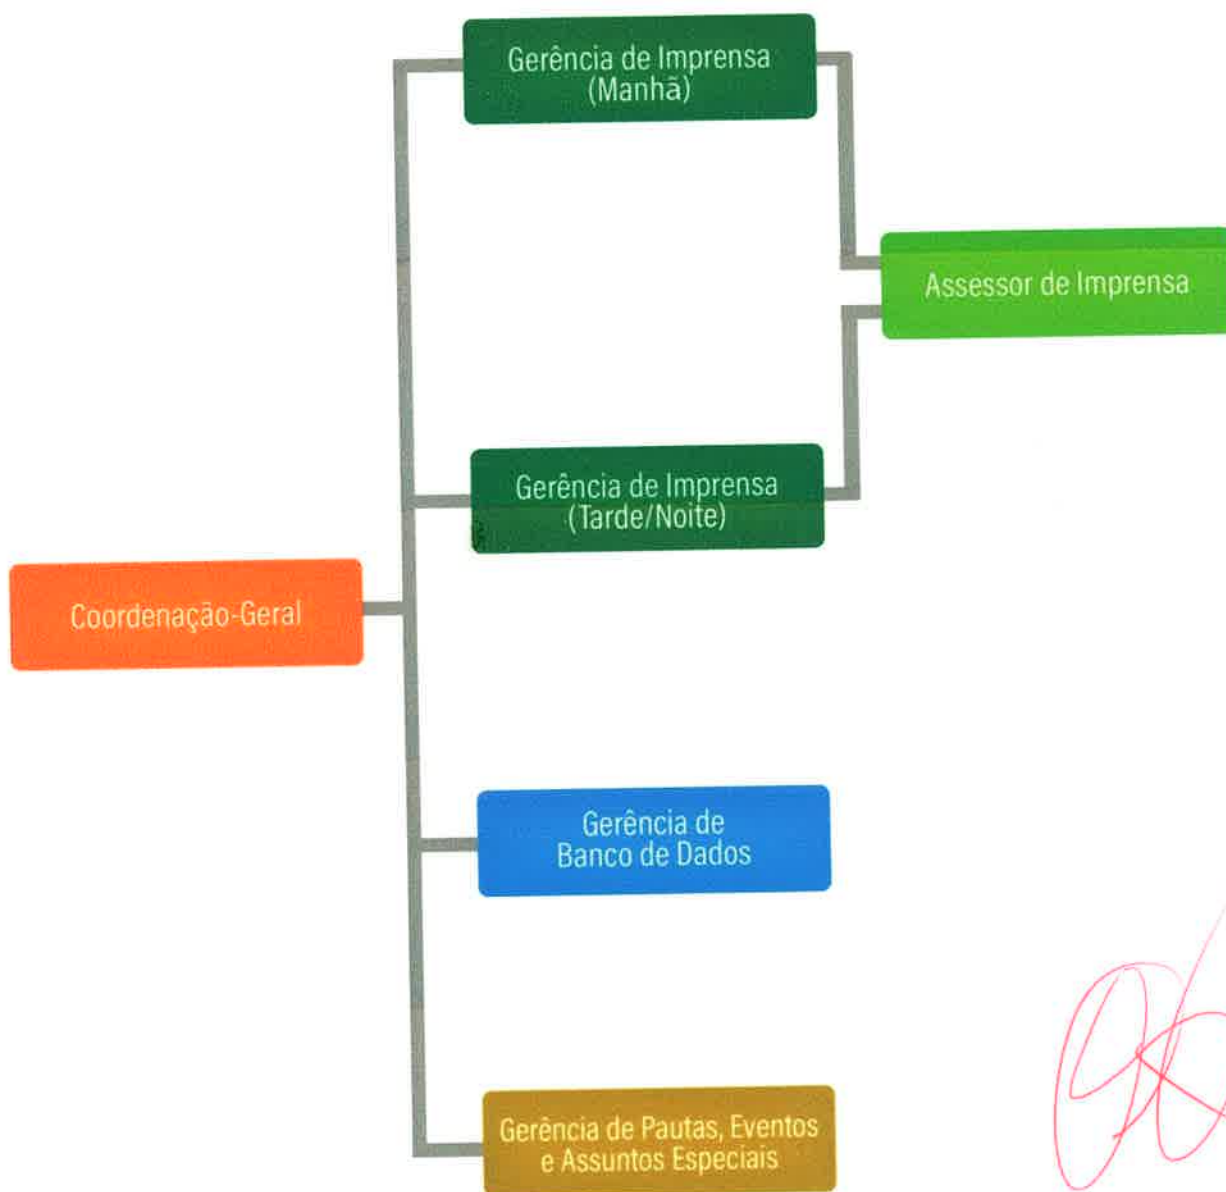 Gerência de Imprensa
(Manhã)
Assessor de Imprensa
Gerência de Imprensa
(Tarde/Noite)
Coordenação-Geral
Gerência de
Banco de Dados
Gerência de Pautas, Eventos
e Assuntos Especiais